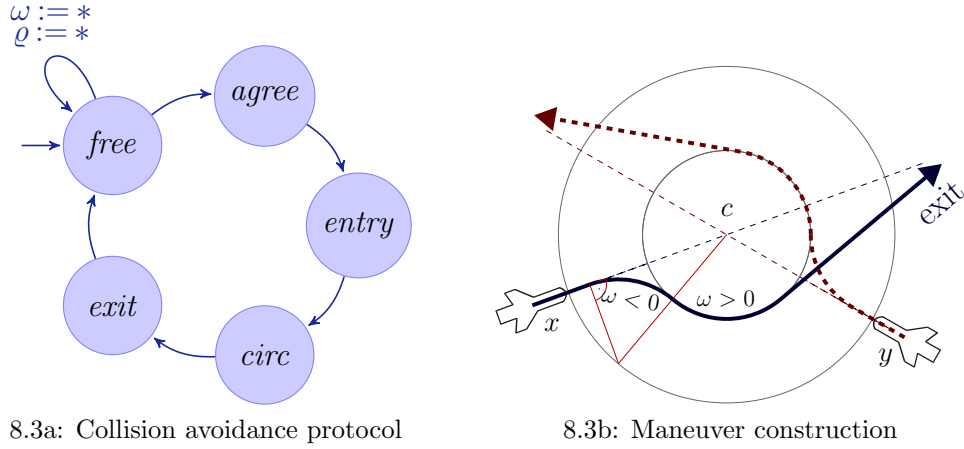 ω := ∗
ϱ := ∗
free
agree
entry
circ
exit
8.3a: Collision avoidance protocol
c
exit
ω < 0
ω > 0
x
y
8.3b: Maneuver construction